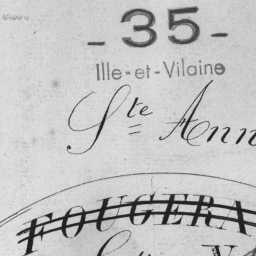 - 35 -
Ille-et-Vilaine
Ste Ann
FOUGERA